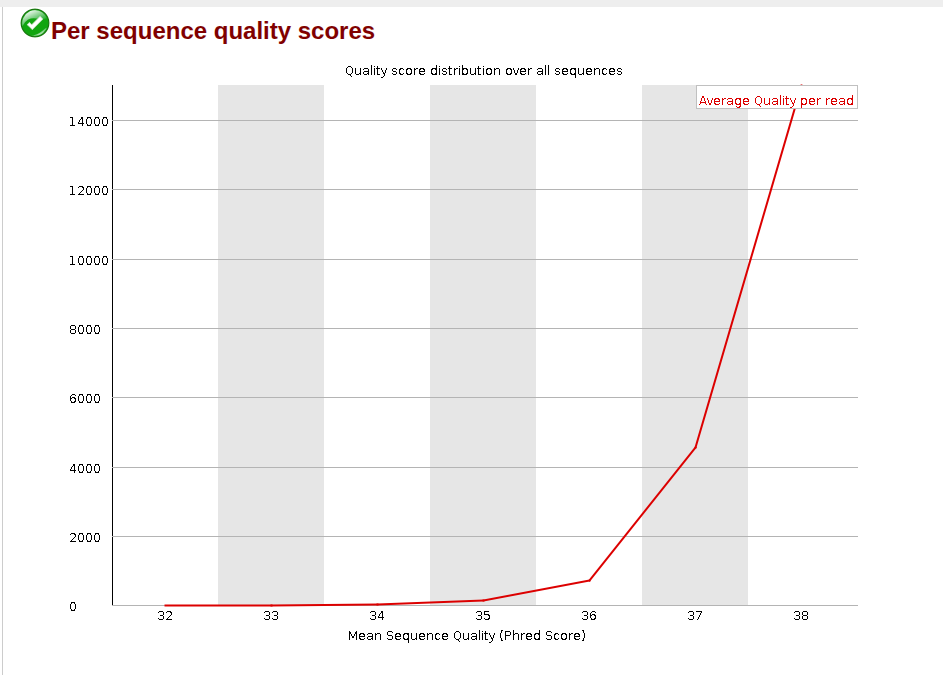 Per sequence quality scores
Quality score distribution over all sequences
Average Quality per read
14000
12000
10000
8000
6000
4000
2000
0
32 33 34 35 36 37 38
Mean Sequence Quality (Phred Score)